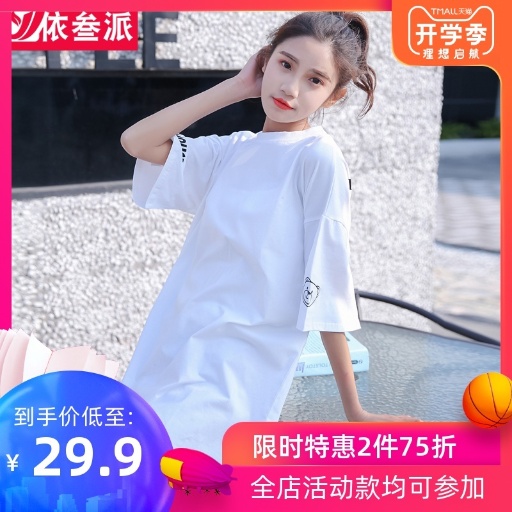 依叁派
TMALL天猫
开学季
理想启航
到手价低至:
¥ 29.9
限时特惠2件75折
全店活动款均可参加